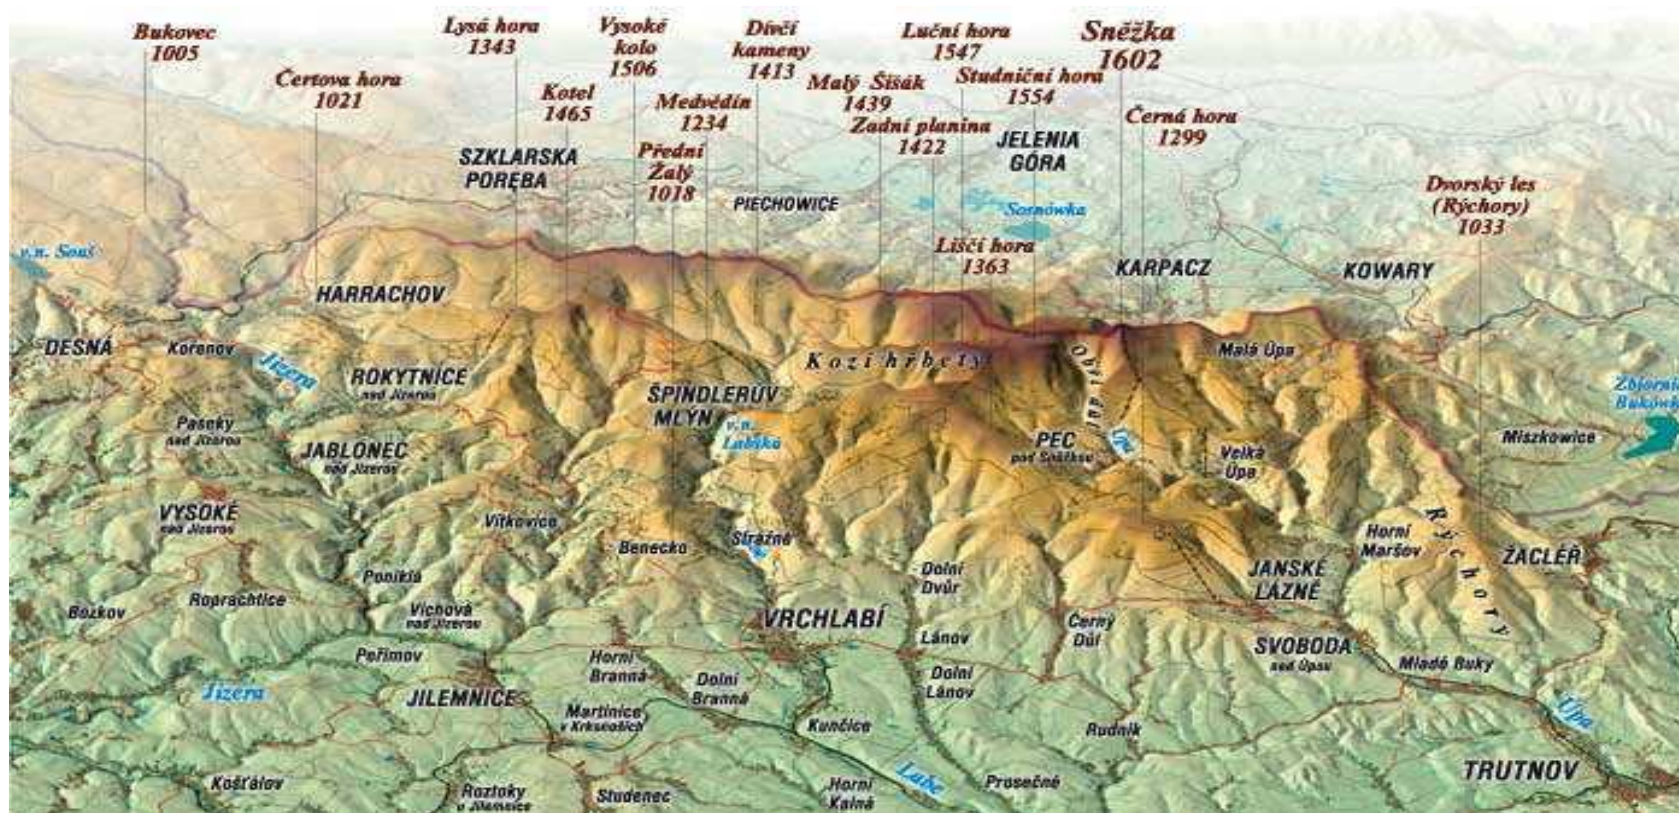 Bukovec
1005
Čertova hora
1021
Lysá hora
1343
Kotel
1465
Vysoké
kolo
1506
Medvědín
1234
Přední
Žalý
1018
Dívčí
kameny
1413
Malý Šišák
1439
Luční hora
1547
Zadní planina
1422
Studniční hora
1554
Sněžka
1602
Černá hora
1299
Liščí hora
1363
Dvorský les
(Rýchory)
1033
SZKLARSKA
PORĘBA
PIECHOWICE
JELENIA
GÓRA
Sosnówka
KARPACZ
KOWARY
v.n. Souš
HARRACHOV
DESNÁ
Kořenov
Jizera
ROKYTNICE
nad Jizerou
ŠPINDLERŮV
MLÝN
v.n.
Labská
Kozí hřbety
Obří důl
Úpa
Malá Úpa
PEC
pod Sněžkou
Velká
Úpa
Miszkowice
Paseky
nad Jizerou
JABLONEC
nad Jizerou
VYSOKÉ
nad Jizerou
Vítkovice
Benecko
Strážné
Dolní
Dvůr
JANSKÉ
LÁZNĚ
Horní
Maršov
Rýchory
ŽACLÉŘ
Bozkov
Roprachtice
Poniklá
Víchová
nad Jizerou
VRCHLABÍ
Lánov
Černý
Důl
SVOBODA
nad Úpou
Mladé Buky
Jizera
Peřimov
JILEMNICE
Horní
Branná
Dolní
Branná
Dolní
Lánov
Martinice
v Krkonoších
Kunčice
Rudník
Úpa
Košťálov
Roztoky
u Jilemnice
Studenec
Horní
Kalná
Labe
Prosečné
TRUTNOV